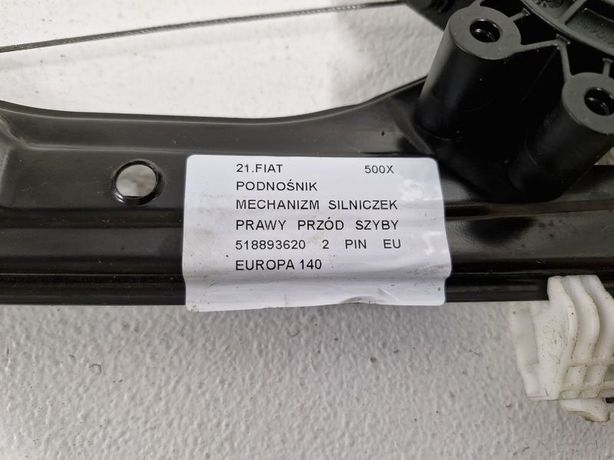 21.FIAT 500X
PODNOŚNIK
MECHANIZM SILNICZEK
PRAWY PRZÓD SZYBY
518893620 2 PIN EU
EUROPA 140